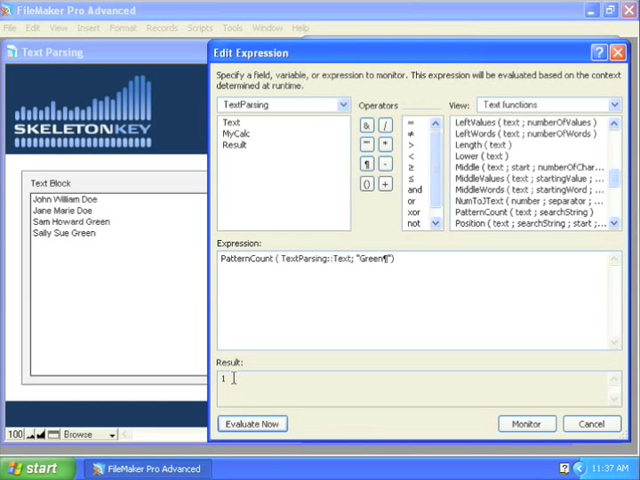 FileMaker Pro Advanced
File Edit View Insert Format Records Scripts Tools Window Help
Text Parsing
SKELETONKEY
Text Block
John William Doe
Jane Marie Doe
Sam Howard Green
Sally Sue Green
100 Browse
Edit Expression
Specify a field, variable, or expression to monitor. This expression will be evaluated based on the context
determined at runtime.
TextParsing
Operators
View: Text functions
Text
MyCalc
Result
& /
"" *
¶ -
() +
=
≠
>
<
≥
≤
and
or
xor
not
LeftValues ( text ; numberOfValues )
LeftWords ( text ; numberOfWords )
Length ( text )
Lower ( text )
Middle ( text ; start ; numberOfChar...
MiddleValues ( text ; startingValue ; ...
MiddleWords ( text ; startingWord ; ...
NumToJText ( number ; separator ; ...
PatternCount ( text ; searchString )
Position ( text ; searchString ; start ; ...
Expression:
PatternCount ( TextParsing::Text; "Green¶")
Result:
1
Evaluate Now
Monitor
Cancel
start
FileMaker Pro Advanced
11:37 AM